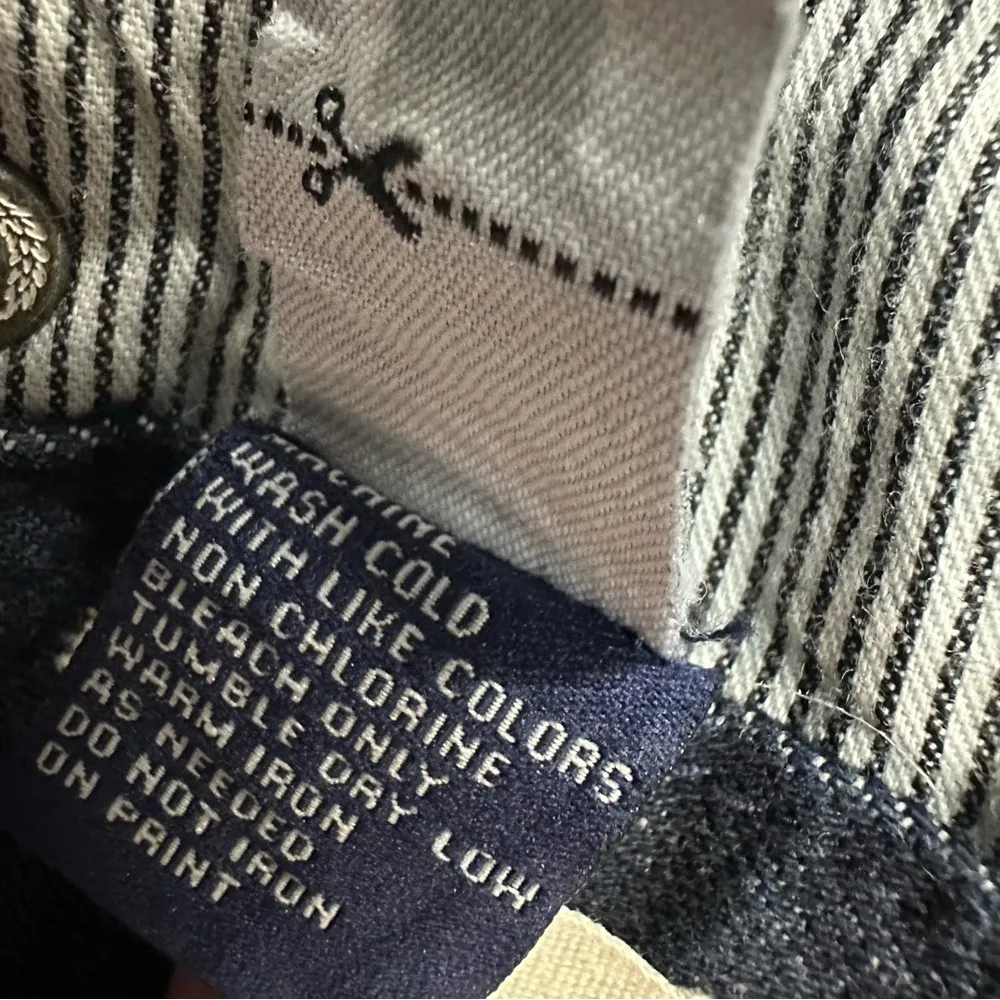 MACHINE
WASH COLD
WITH LIKE COLORS
NON CHLORINE
BLEACH ONLY
TUMBLE DRY LOW
WARM IRON
AS NEEDED
DO NOT IRON
ON PRINT